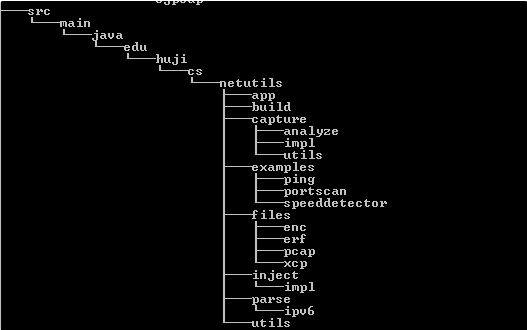 src
main
java
edu
huji
cs
netutils
app
build
capture
analyze
impl
utils
examples
ping
portscan
speeddetector
files
enc
erf
pcap
xcp
inject
impl
parse
ipv6
utils